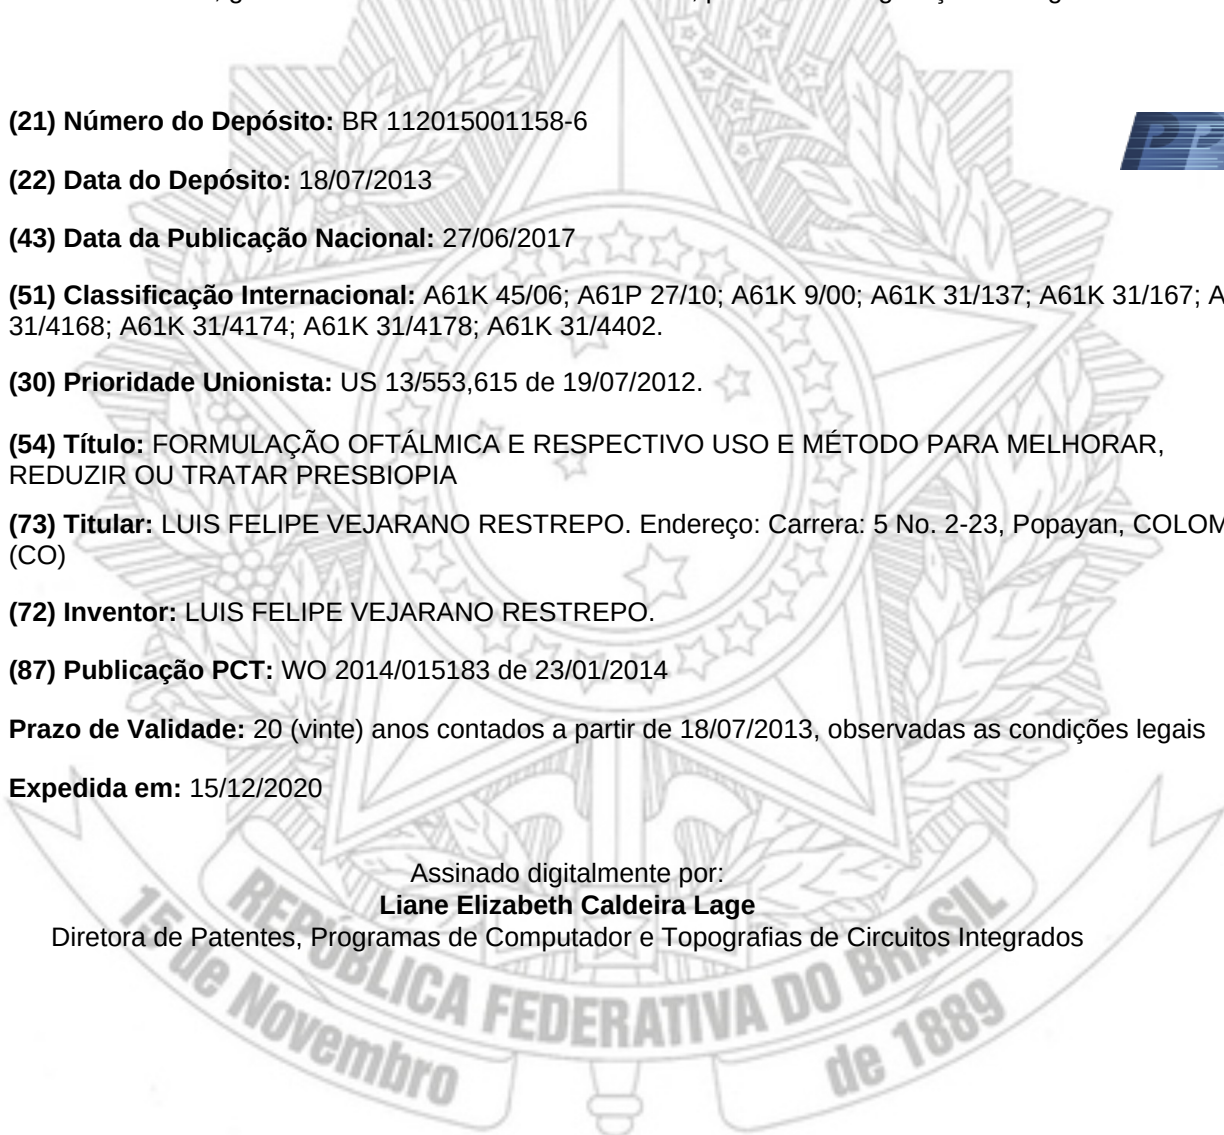 (21) Número do Depósito: BR 112015001158-6
(22) Data do Depósito: 18/07/2013
(43) Data da Publicação Nacional: 27/06/2017
(51) Classificação Internacional: A61K 45/06; A61P 27/10; A61K 9/00; A61K 31/137; A61K 31/167; A
31/4168; A61K 31/4174; A61K 31/4178; A61K 31/4402.
(30) Prioridade Unionista: US 13/553,615 de 19/07/2012.
(54) Título: FORMULAÇÃO OFTÁLMICA E RESPECTIVO USO E MÉTODO PARA MELHORAR,
REDUZIR OU TRATAR PRESBIOPIA
(73) Titular: LUIS FELIPE VEJARANO RESTREPO. Endereço: Carrera: 5 No. 2-23, Popayan, COLOM
(CO)
(72) Inventor: LUIS FELIPE VEJARANO RESTREPO.
(87) Publicação PCT: WO 2014/015183 de 23/01/2014
Prazo de Validade: 20 (vinte) anos contados a partir de 18/07/2013, observadas as condições legais
Expedida em: 15/12/2020
Assinado digitalmente por:
Liane Elizabeth Caldeira Lage
Diretora de Patentes, Programas de Computador e Topografias de Circuitos Integrados
REPÚBLICA FEDERATIVA DO BRASIL
15 de Novembro
de 1889